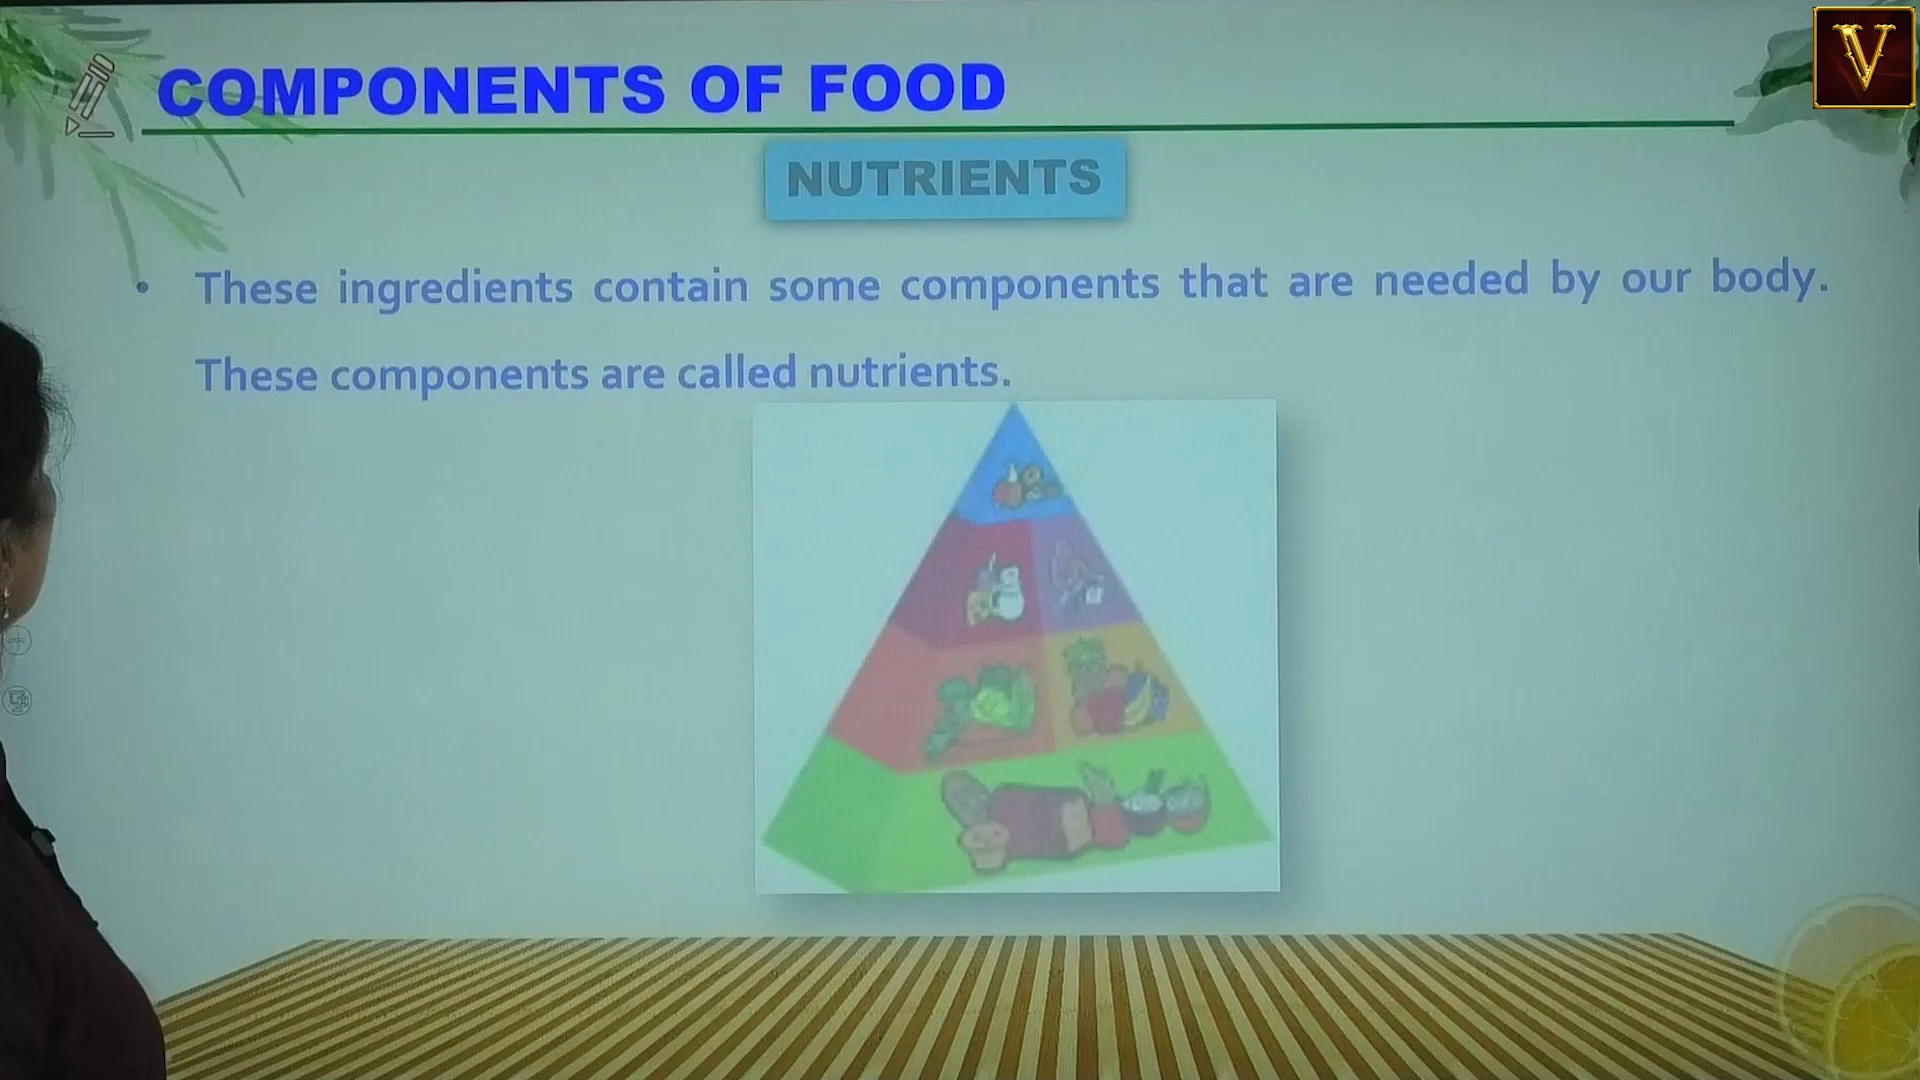 V
COMPONENTS OF FOOD
NUTRIENTS
• These ingredients contain some components that are needed by our body.
These components are called nutrients.